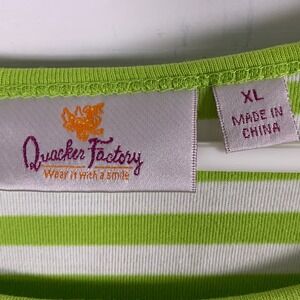 Quacker Factory
Wear it with a smile
XL
MADE IN
CHINA